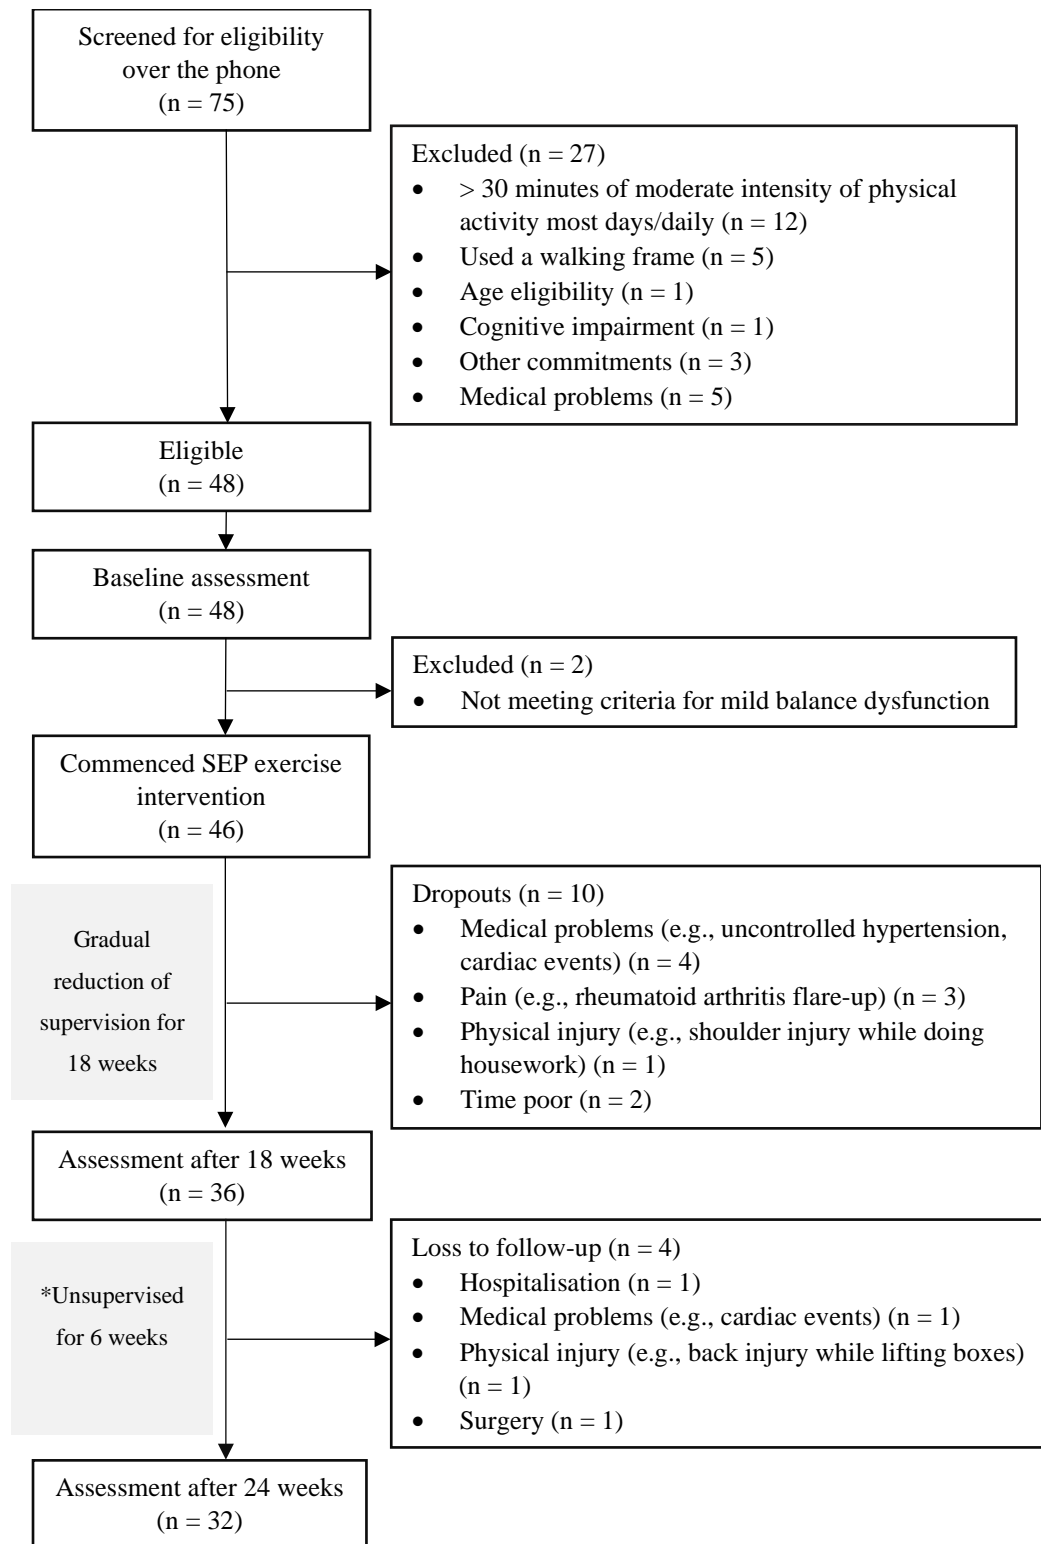 Screened for eligibility
over the phone
(n = 75)
Excluded (n = 27)
• > 30 minutes of moderate intensity of physical
activity most days/daily (n = 12)
• Used a walking frame (n = 5)
• Age eligibility (n = 1)
• Cognitive impairment (n = 1)
• Other commitments (n = 3)
• Medical problems (n = 5)
Eligible
(n = 48)
Baseline assessment
(n = 48)
Excluded (n = 2)
• Not meeting criteria for mild balance dysfunction
Commenced SEP exercise
intervention
(n = 46)
Gradual
reduction of
supervision for
18 weeks
Dropouts (n = 10)
• Medical problems (e.g., uncontrolled hypertension,
cardiac events) (n = 4)
• Pain (e.g., rheumatoid arthritis flare-up) (n = 3)
• Physical injury (e.g., shoulder injury while doing
housework) (n = 1)
• Time poor (n = 2)
Assessment after 18 weeks
(n = 36)
*Unsupervised
for 6 weeks
Loss to follow-up (n = 4)
• Hospitalisation (n = 1)
• Medical problems (e.g., cardiac events) (n = 1)
• Physical injury (e.g., back injury while lifting boxes)
(n = 1)
• Surgery (n = 1)
Assessment after 24 weeks
(n = 32)